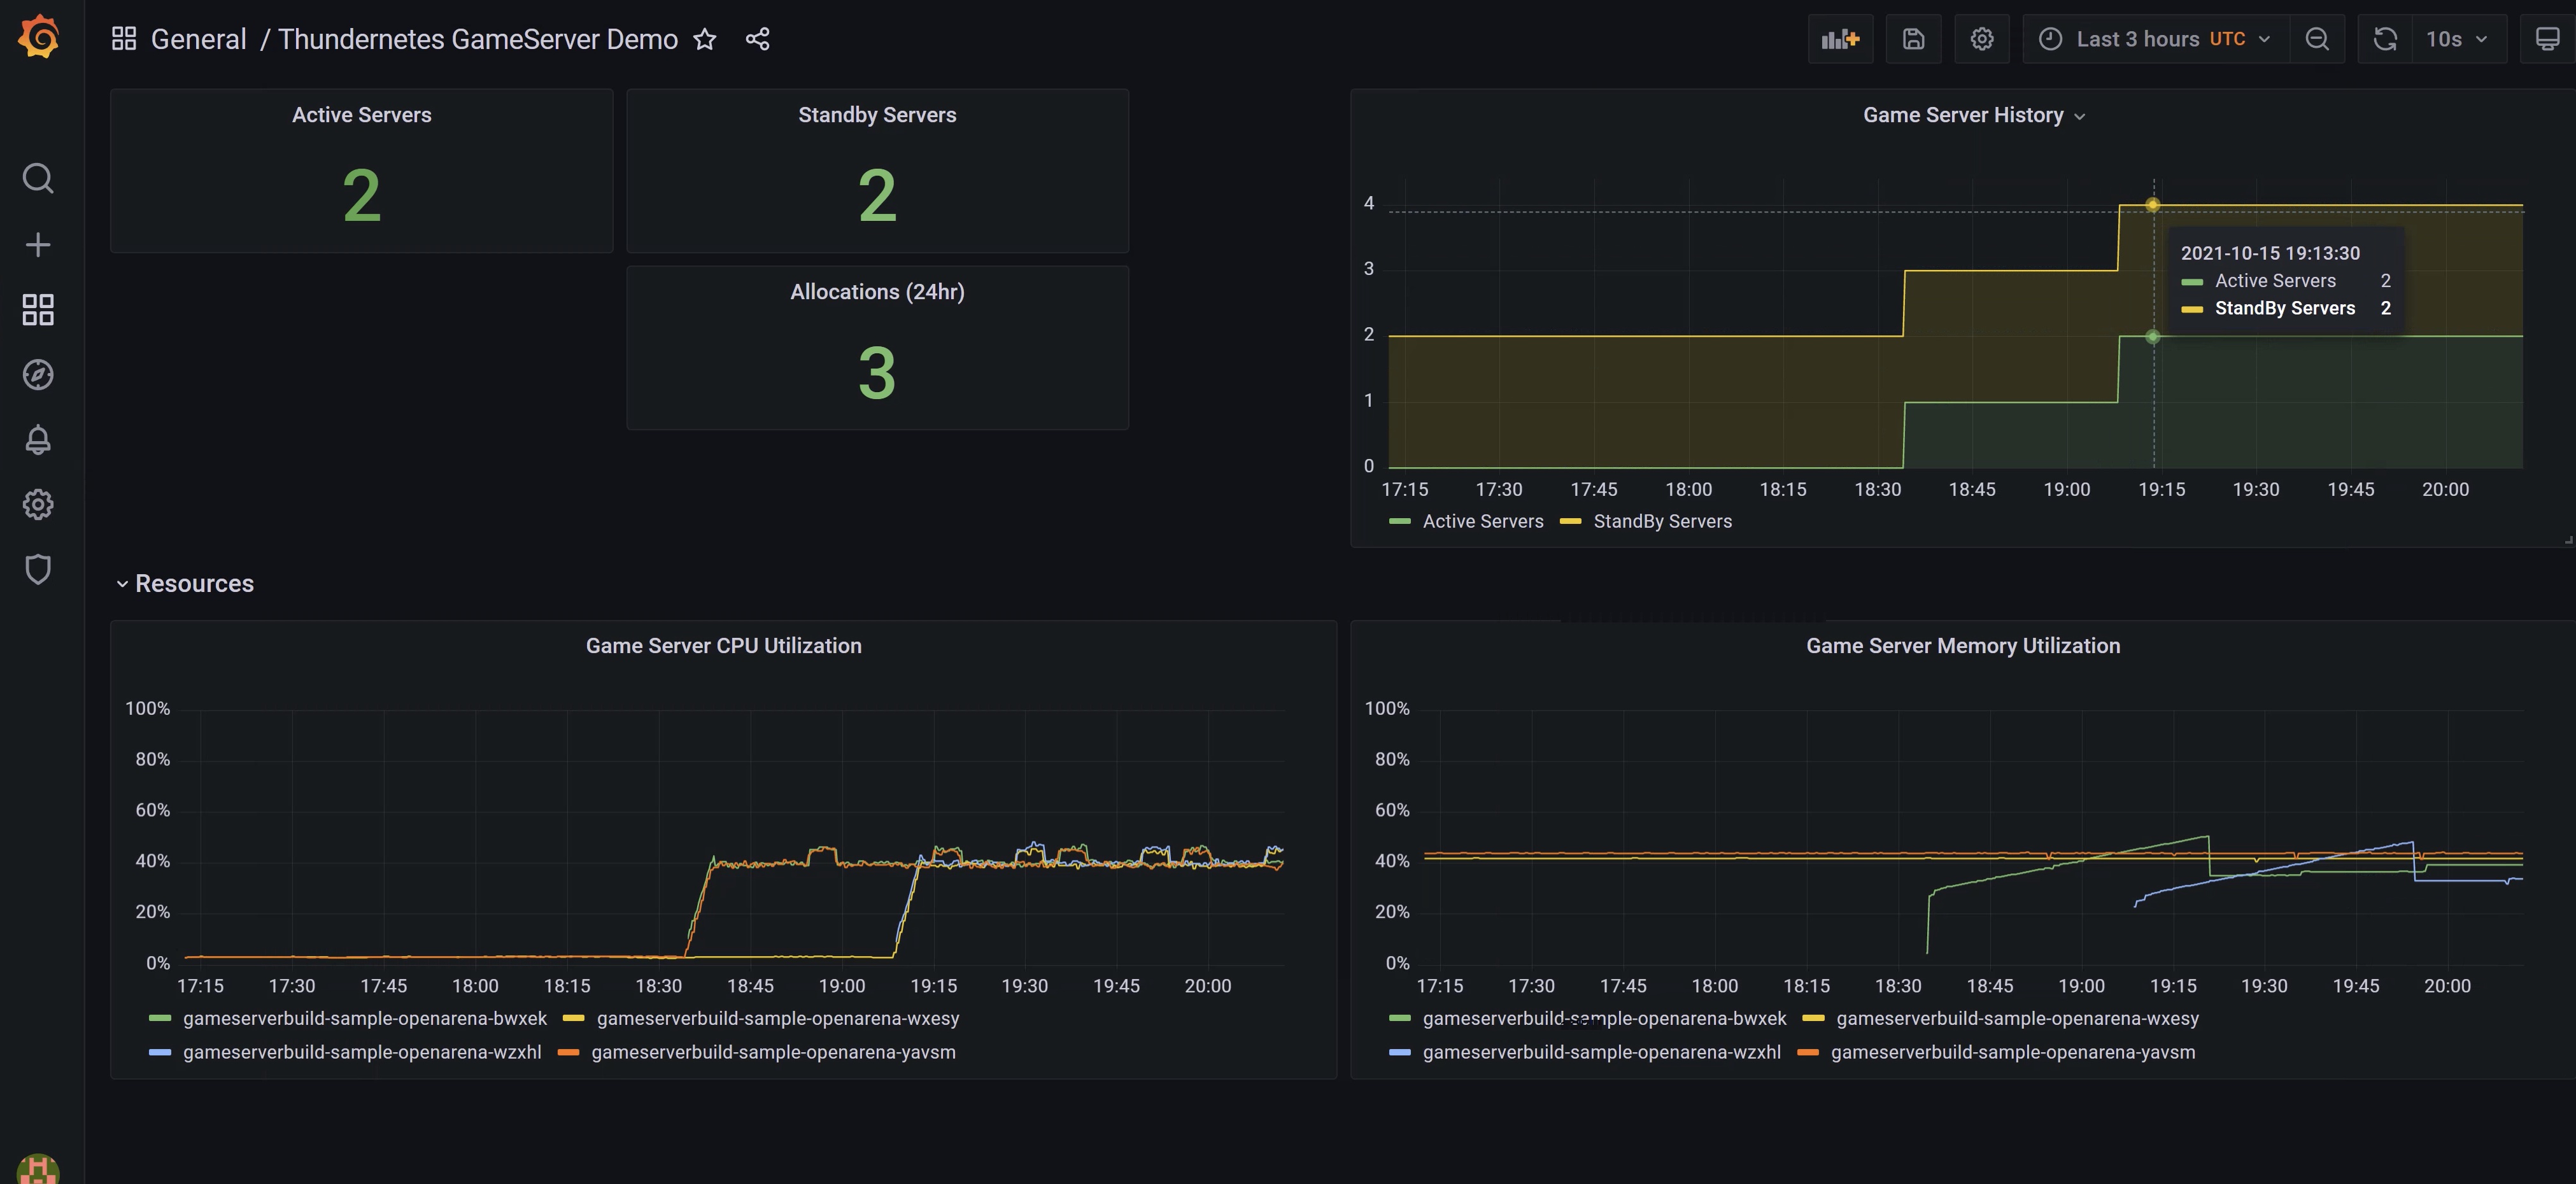 General / Thundernetes GameServer Demo
Last 3 hours UTC
10s
Active Servers
2
Standby Servers
2
Allocations (24hr)
3
Game Server History
4
3
2
1
0
17:15 17:30 17:45 18:00 18:15 18:30 18:45 19:00 19:15 19:30 19:45 20:00
2021-10-15 19:13:30
Active Servers 2
StandBy Servers 2
Active Servers StandBy Servers
Resources
Game Server CPU Utilization
100%
80%
60%
40%
20%
0%
17:15 17:30 17:45 18:00 18:15 18:30 18:45 19:00 19:15 19:30 19:45 20:00
gameserverbuild-sample-openarena-bwxek gameserverbuild-sample-openarena-wxesy
gameserverbuild-sample-openarena-wzxhl gameserverbuild-sample-openarena-yavsm
Game Server Memory Utilization
100%
80%
60%
40%
20%
0%
17:15 17:30 17:45 18:00 18:15 18:30 18:45 19:00 19:15 19:30 19:45 20:00
gameserverbuild-sample-openarena-bwxek gameserverbuild-sample-openarena-wxesy
gameserverbuild-sample-openarena-wzxhl gameserverbuild-sample-openarena-yavsm